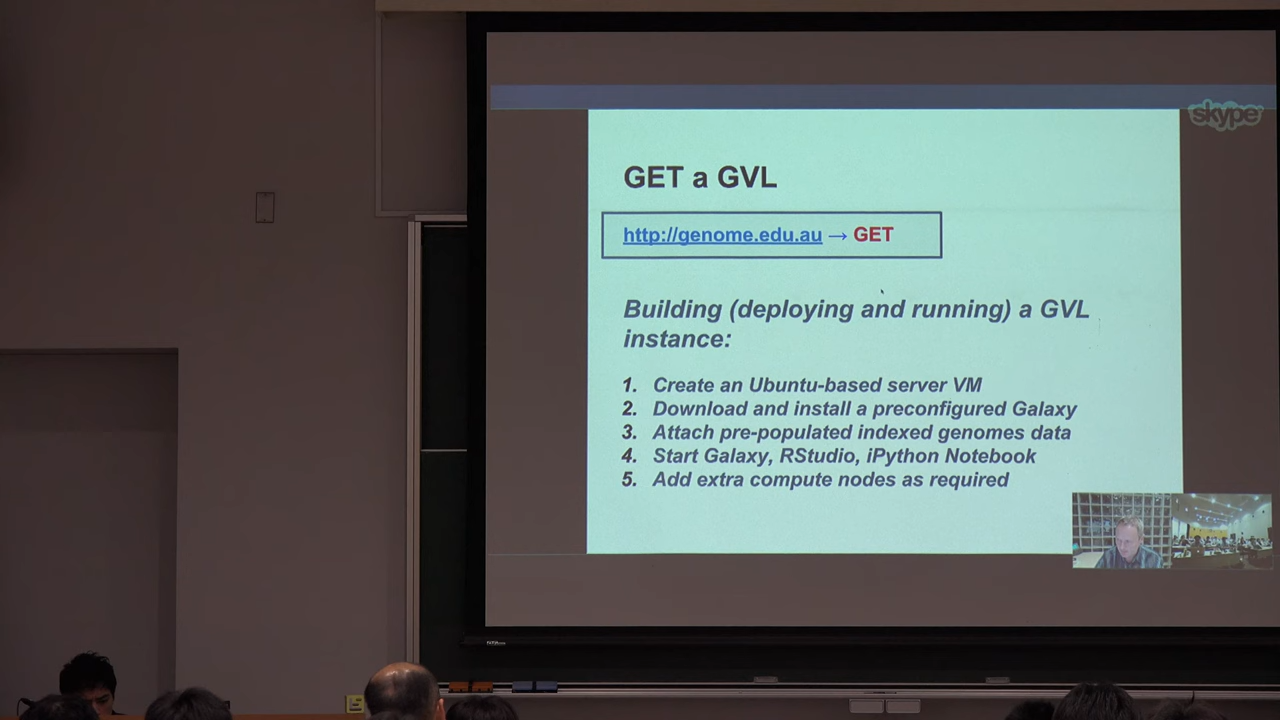 skype
GET a GVL
http://genome.edu.au → GET
Building (deploying and running) a GVL
instance:
1. Create an Ubuntu-based server VM
2. Download and install a preconfigured Galaxy
3. Attach pre-populated indexed genomes data
4. Start Galaxy, RStudio, iPython Notebook
5. Add extra compute nodes as required